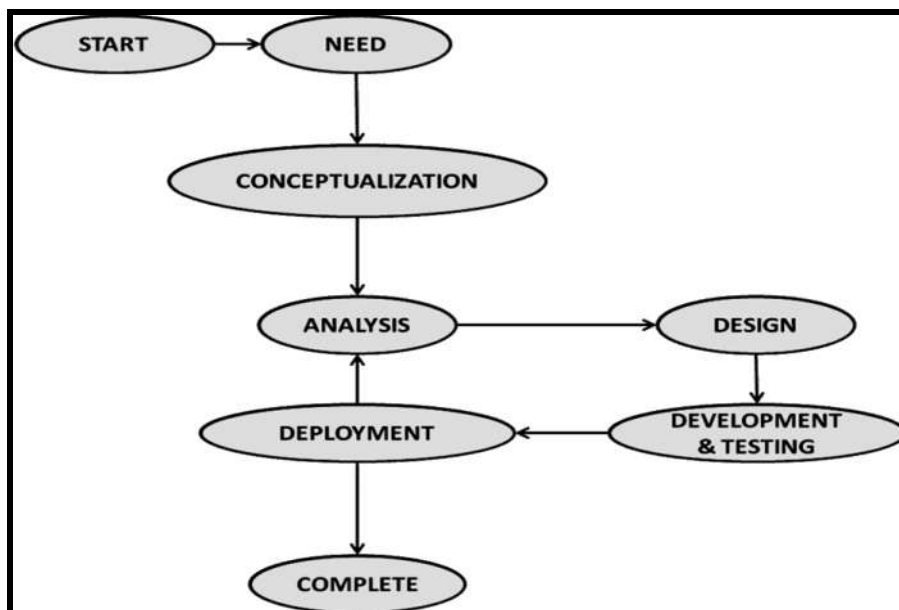 START
NEED
CONCEPTUALIZATION
ANALYSIS
DESIGN
DEPLOYMENT
DEVELOPMENT
& TESTING
COMPLETE